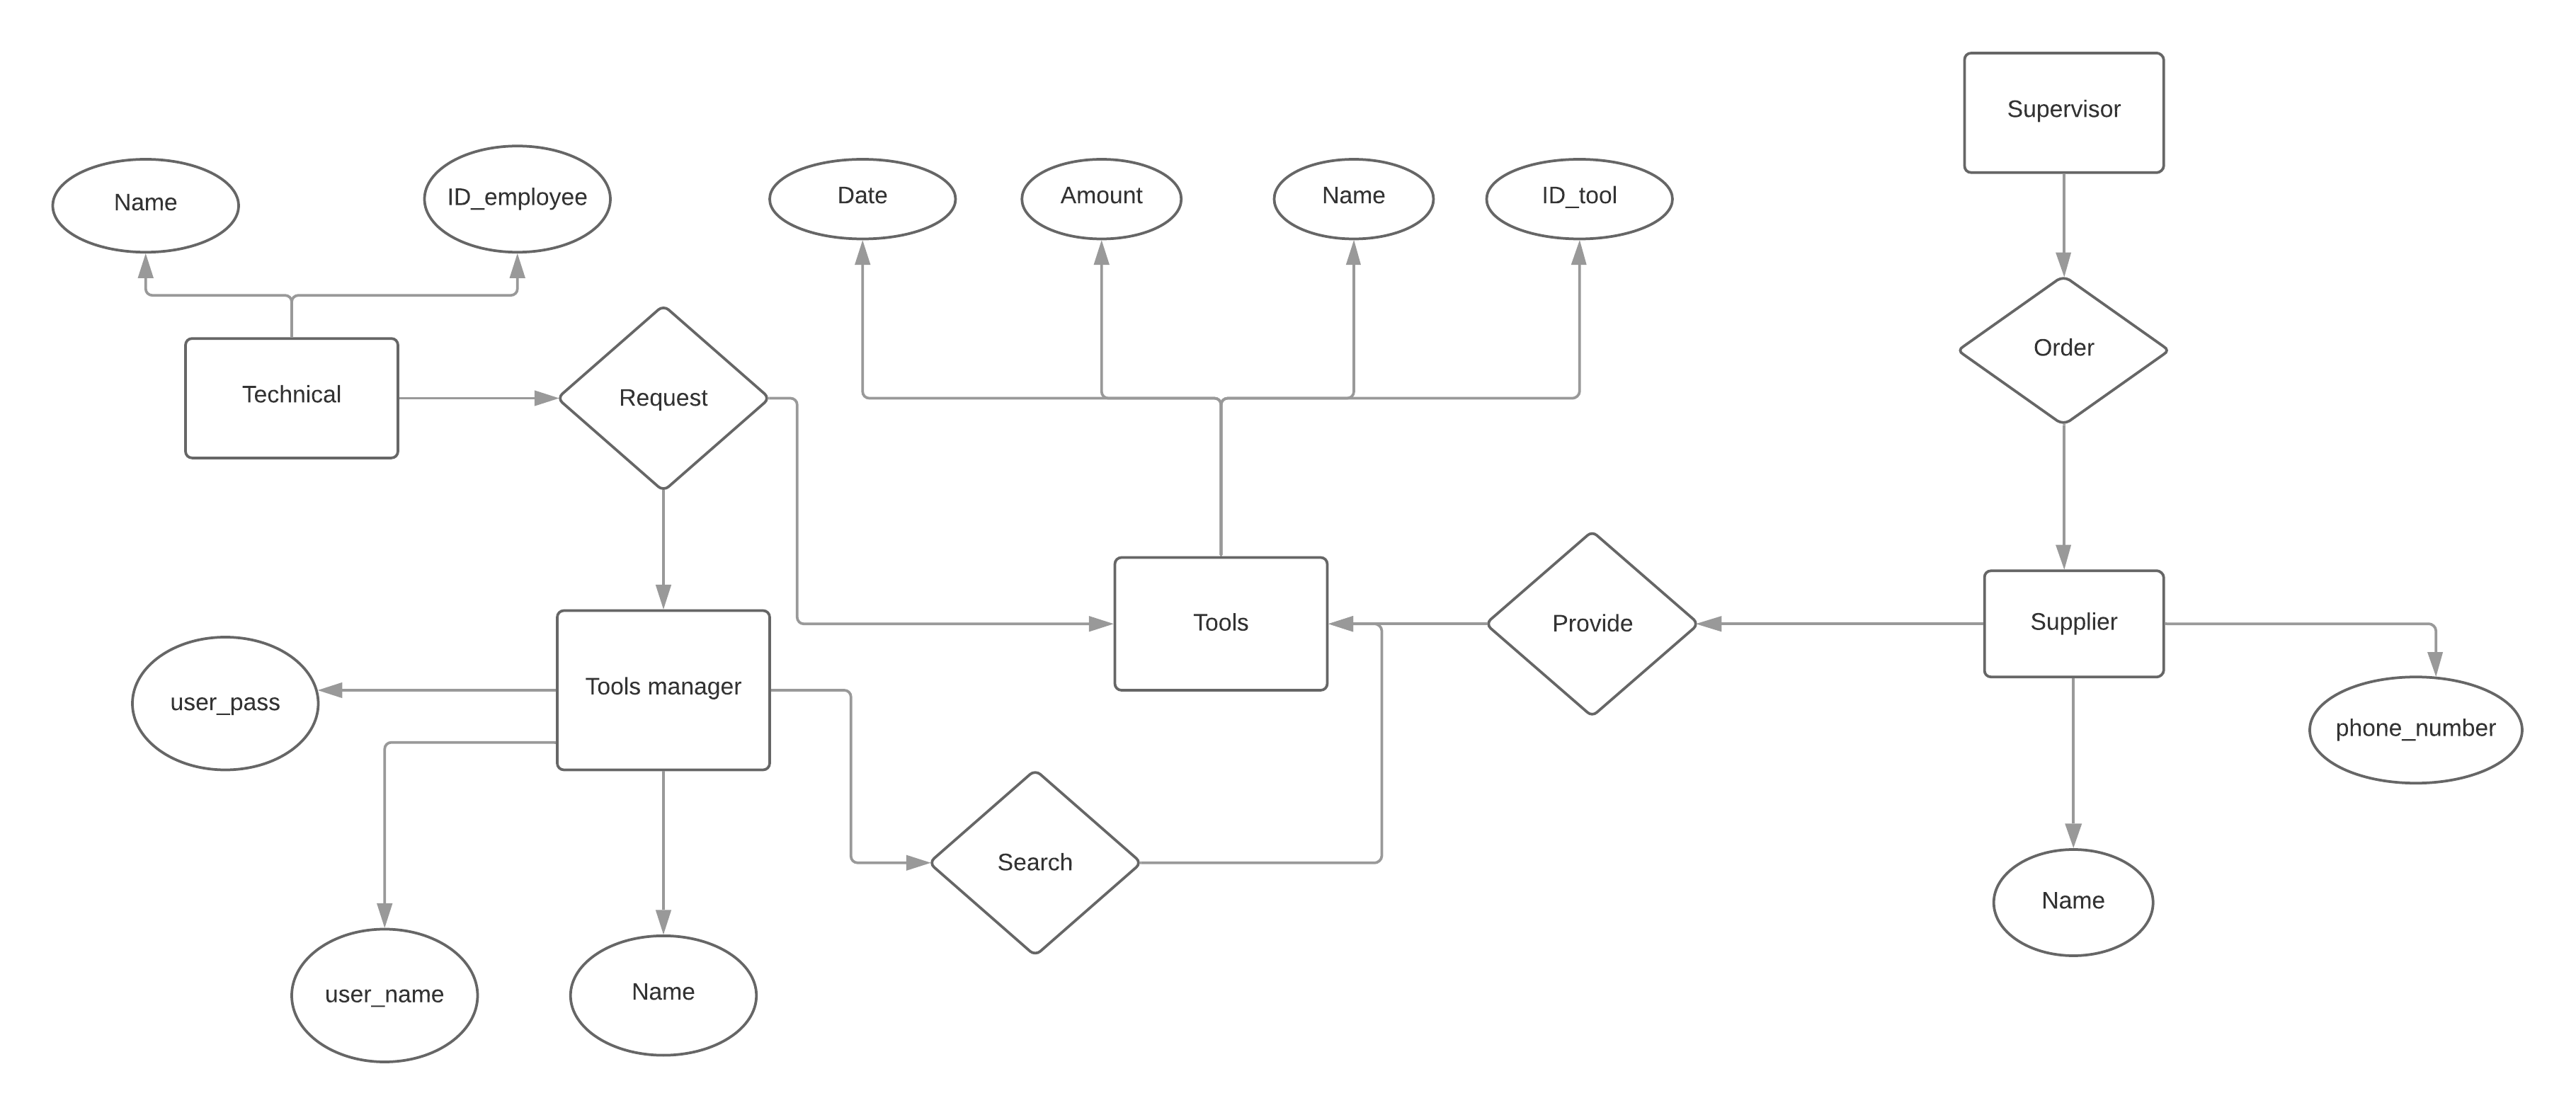 Supervisor
Name
ID_employee
Date
Amount
Name
ID_tool
Order
Technical
Request
Tools
Provide
Supplier
Tools manager
user_pass
phone_number
Search
Name
user_name
Name